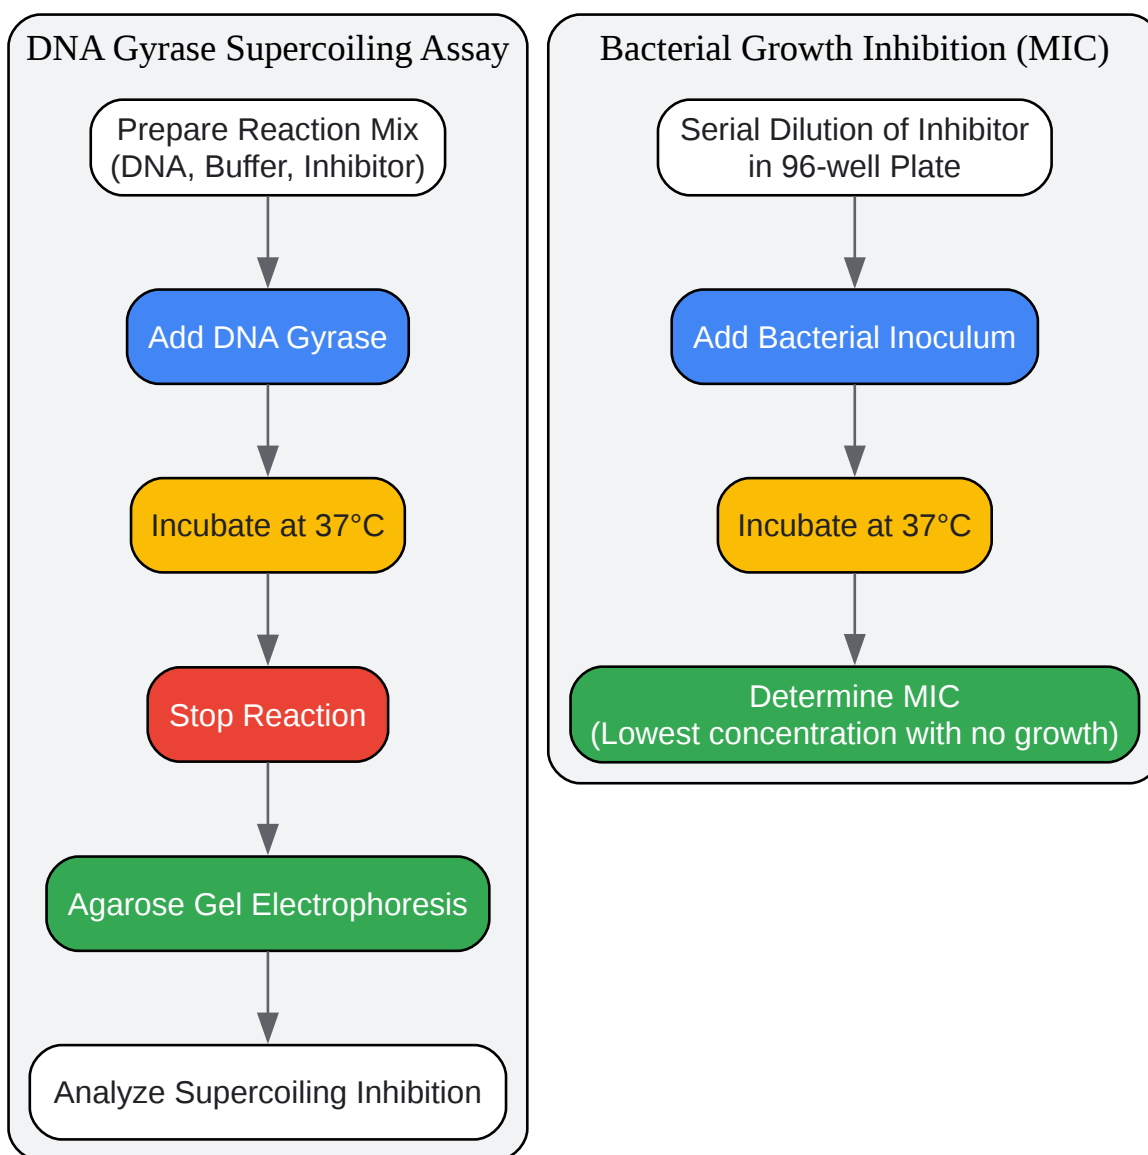 DNA Gyrase Supercoiling Assay
Prepare Reaction Mix
(DNA, Buffer, Inhibitor)
Add DNA Gyrase
Incubate at 37°C
Stop Reaction
Agarose Gel Electrophoresis
Analyze Supercoiling Inhibition
Bacterial Growth Inhibition (MIC)
Serial Dilution of Inhibitor
in 96-well Plate
Add Bacterial Inoculum
Incubate at 37°C
Determine MIC
(Lowest concentration with no growth)